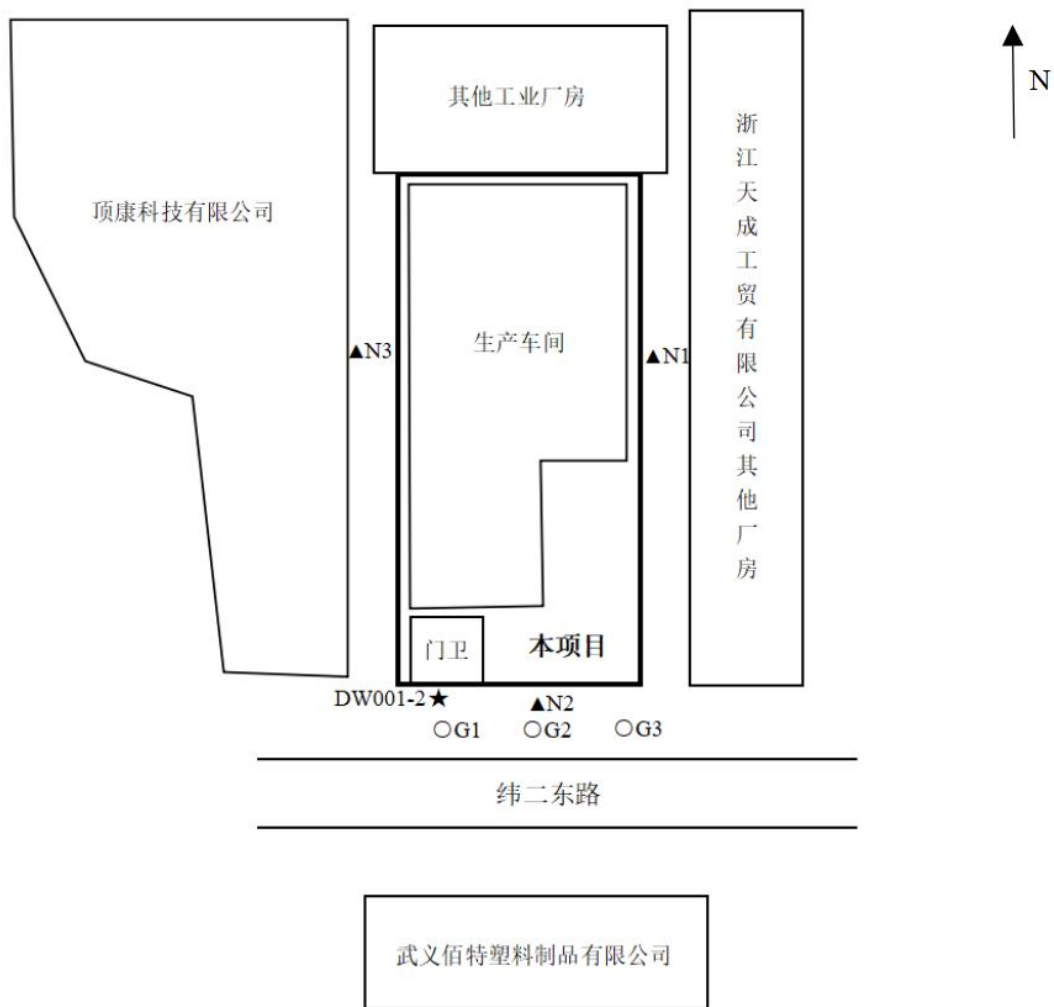 其他工业厂房
N
浙江天成工贸有限公司其他厂房
顶康科技有限公司
生产车间
▲N3
▲N1
门卫
本项目
DW001-2★
▲N2
○G1
○G2
○G3
纬二东路
武义佰特塑料制品有限公司